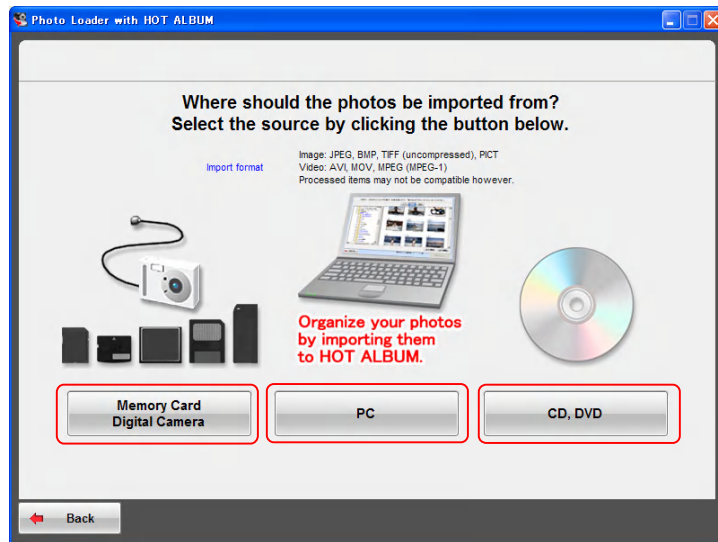 Photo Loader with HOT ALBUM
Where should the photos be imported from?
Select the source by clicking the button below.
Import format
Image: JPEG, BMP, TIFF (uncompressed), PICT
Video: AVI, MOV, MPEG (MPEG-1)
Processed items may not be compatible however.
Organize your photos
by importing them
to HOT ALBUM.
Memory Card
Digital Camera
PC
CD, DVD
Back